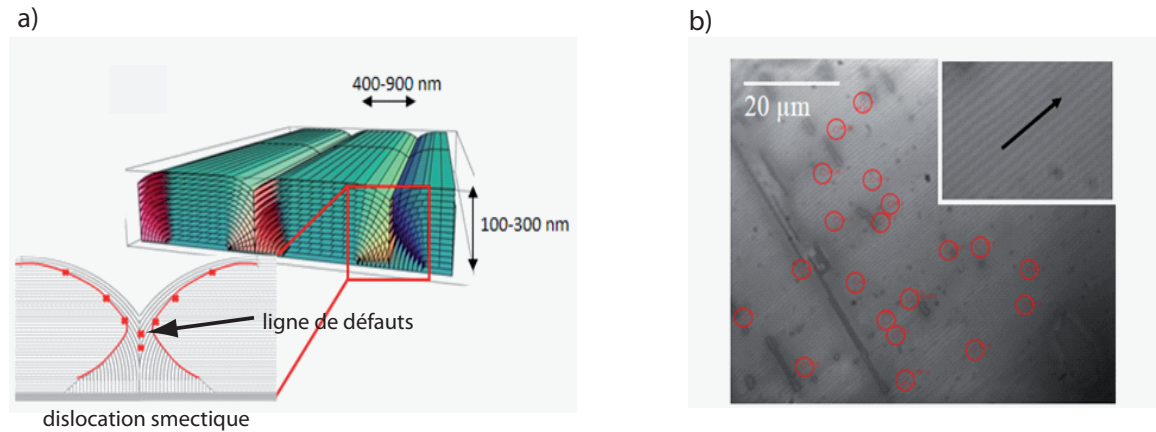 a)
400-900 nm
100-300 nm
ligne de défauts
dislocation smectique
b)
20 µm